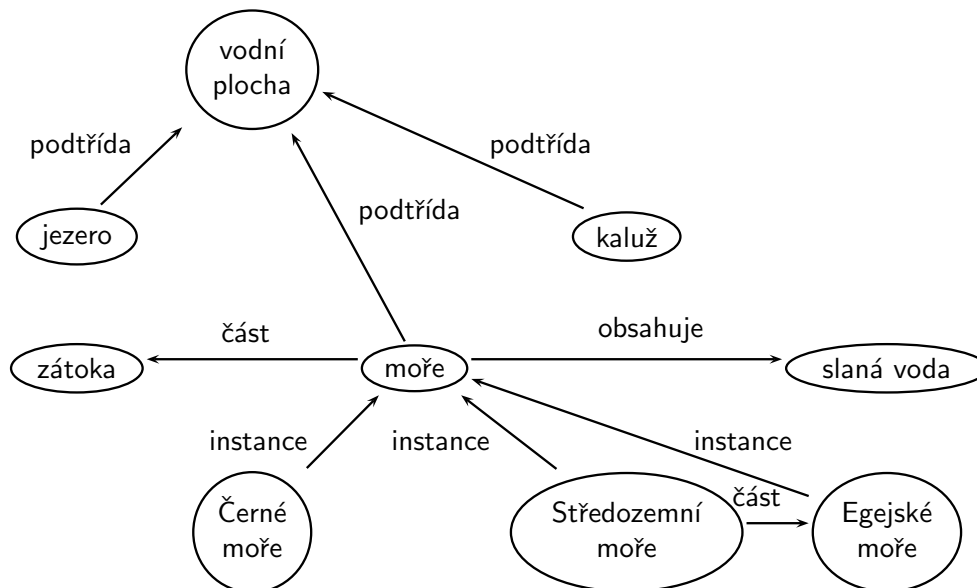 vodní
plocha
podtřída
podtřída
podtřída
jezero
kaluž
část
obsahuje
zátoka
moře
slaná voda
instance
instance
instance
Černé
moře
Středozemní
moře
část
Egejské
moře